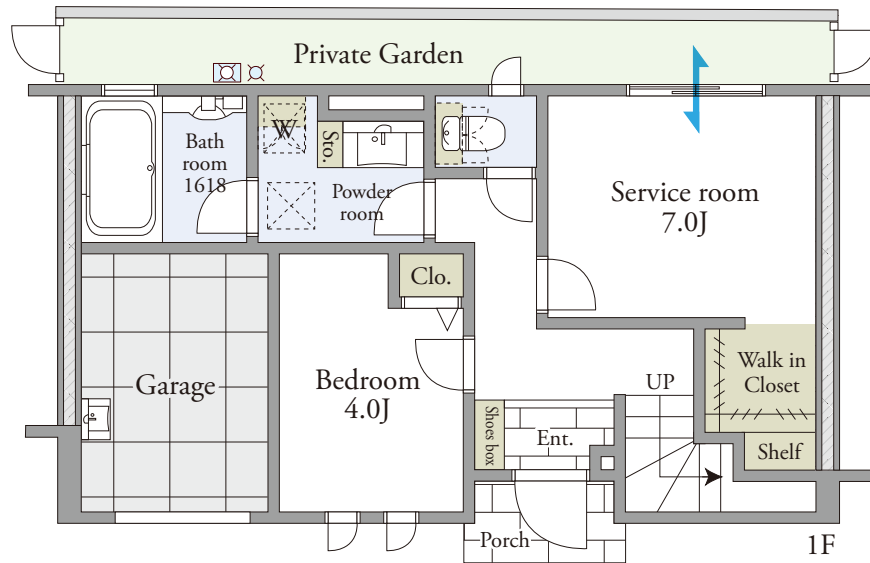 Private Garden
Bath
room
1618
W
Sto.
Powder
room
Service room
7.0J
Clo.
Garage
Bedroom
4.0J
Shoes box
Ent.
UP
Walk in
Closet
Shelf
Porch
1F